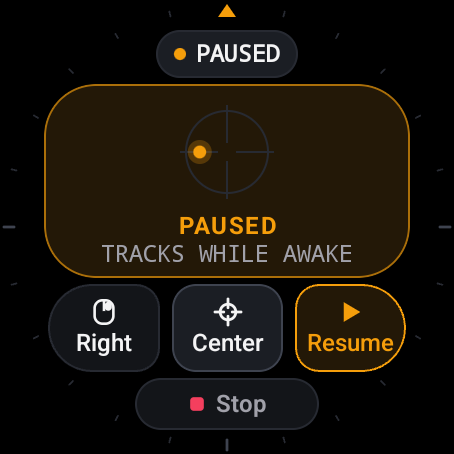 PAUSED
PAUSED
TRACKS WHILE AWAKE
Right
Center
Resume
Stop